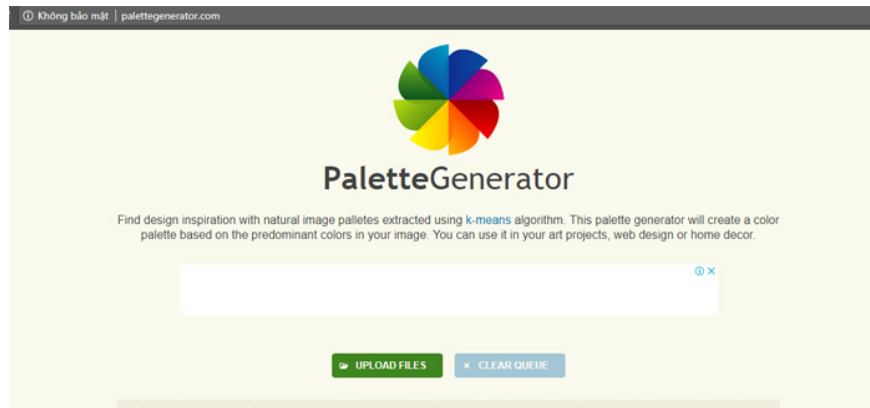 Không bảo mật | palettegenerator.com
PaletteGenerator
Find design inspiration with natural image palletes extracted using k-means algorithm. This palette generator will create a color
palette based on the predominant colors in your image. You can use it in your art projects, web design or home decor.
UPLOAD FILES
CLEAR QUEUE